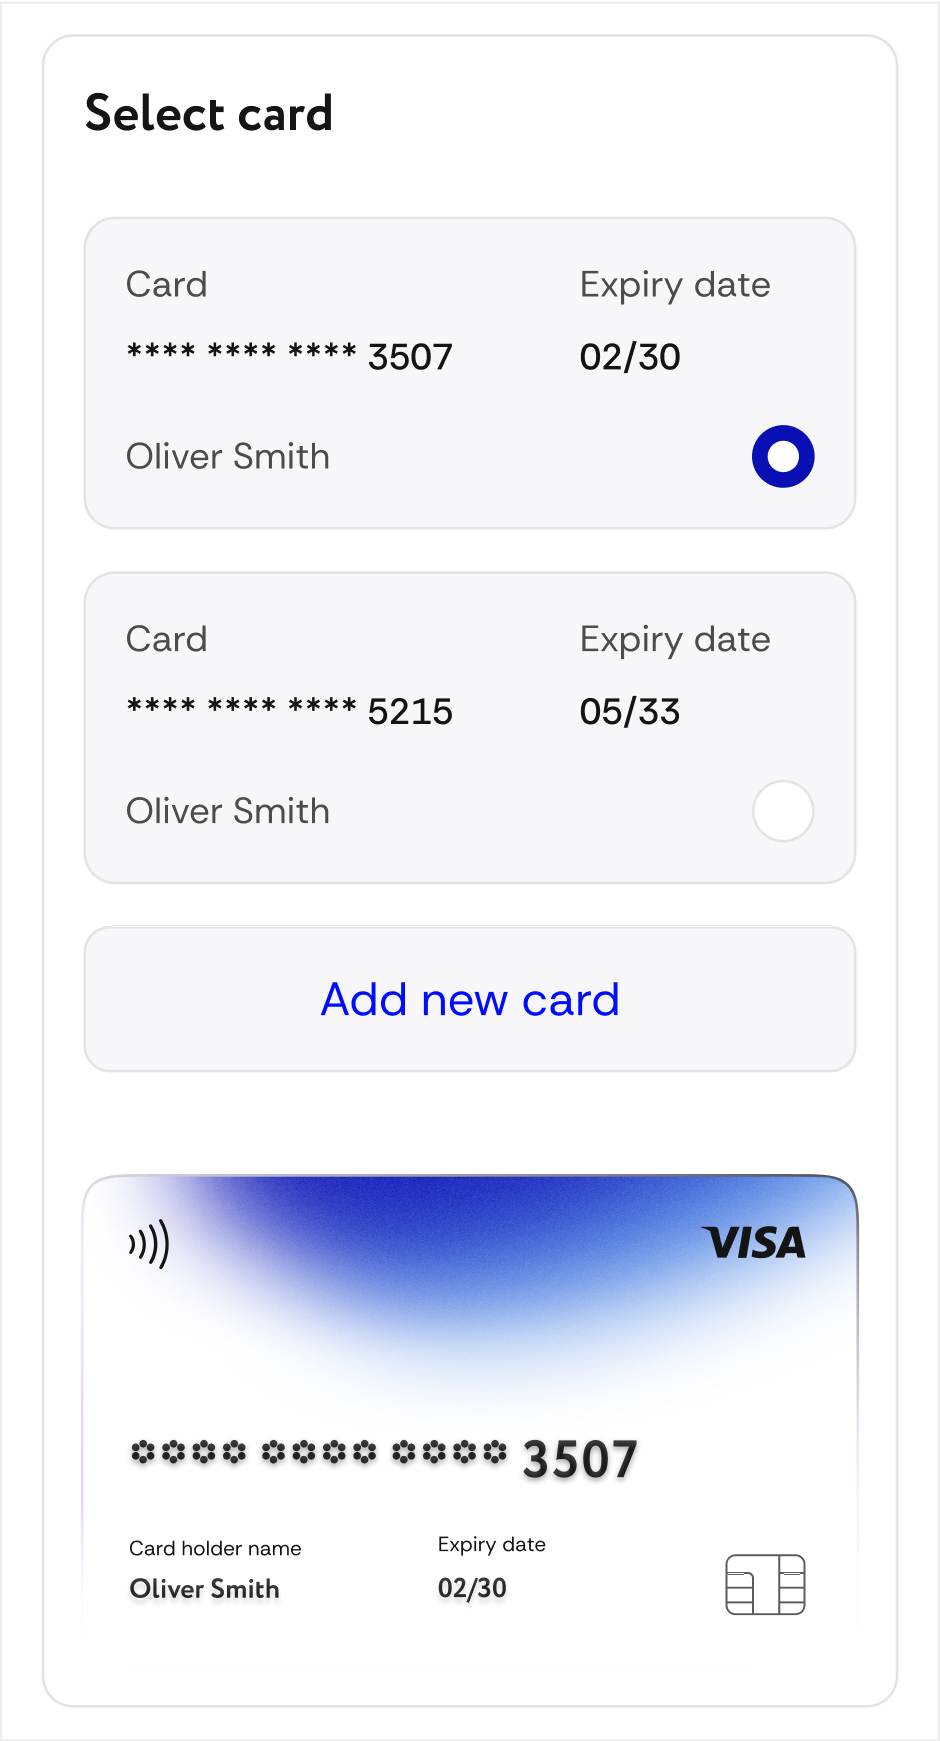 Select card
Card Expiry date
**** **** **** 3507 02/30
Oliver Smith
Card Expiry date
**** **** **** 5215 05/33
Oliver Smith
Add new card
VISA
**** **** **** 3507
Card holder name Expiry date
Oliver Smith 02/30